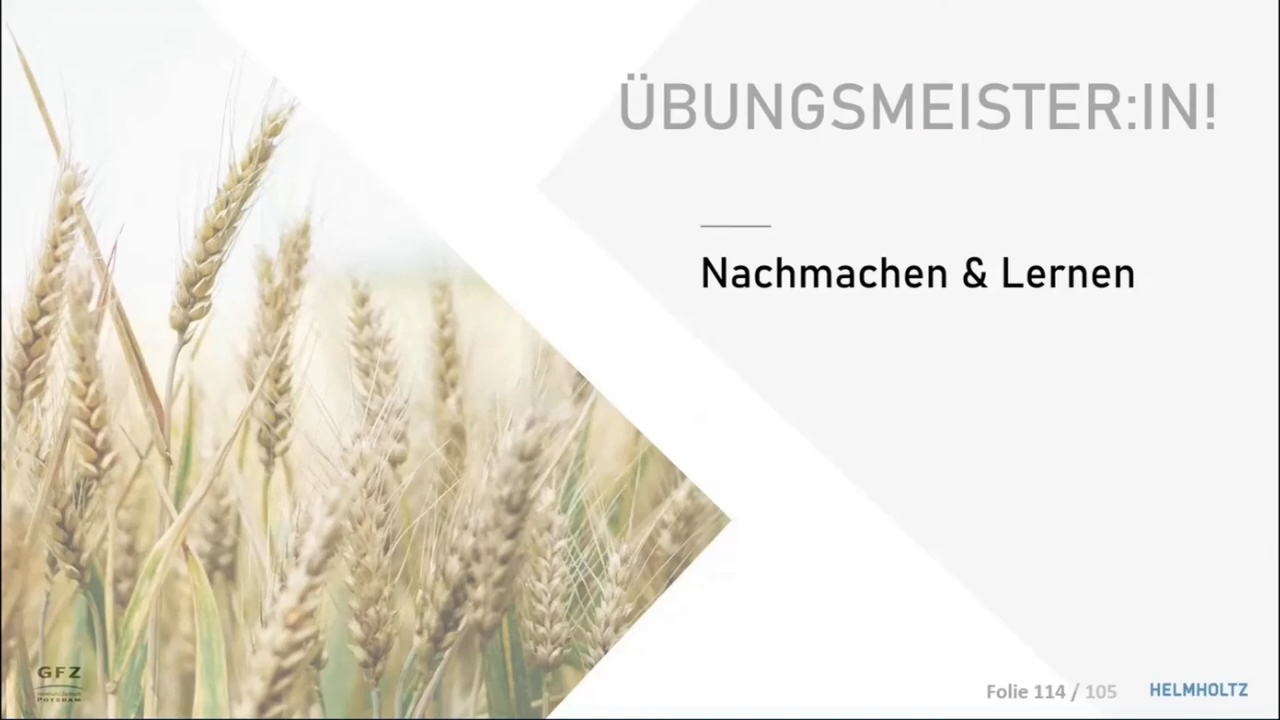 ÜBUNGSMEISTER:IN!
Nachmachen & Lernen
GFZ
POTSDAM
Folie 114 / 105
HELMHOLTZ